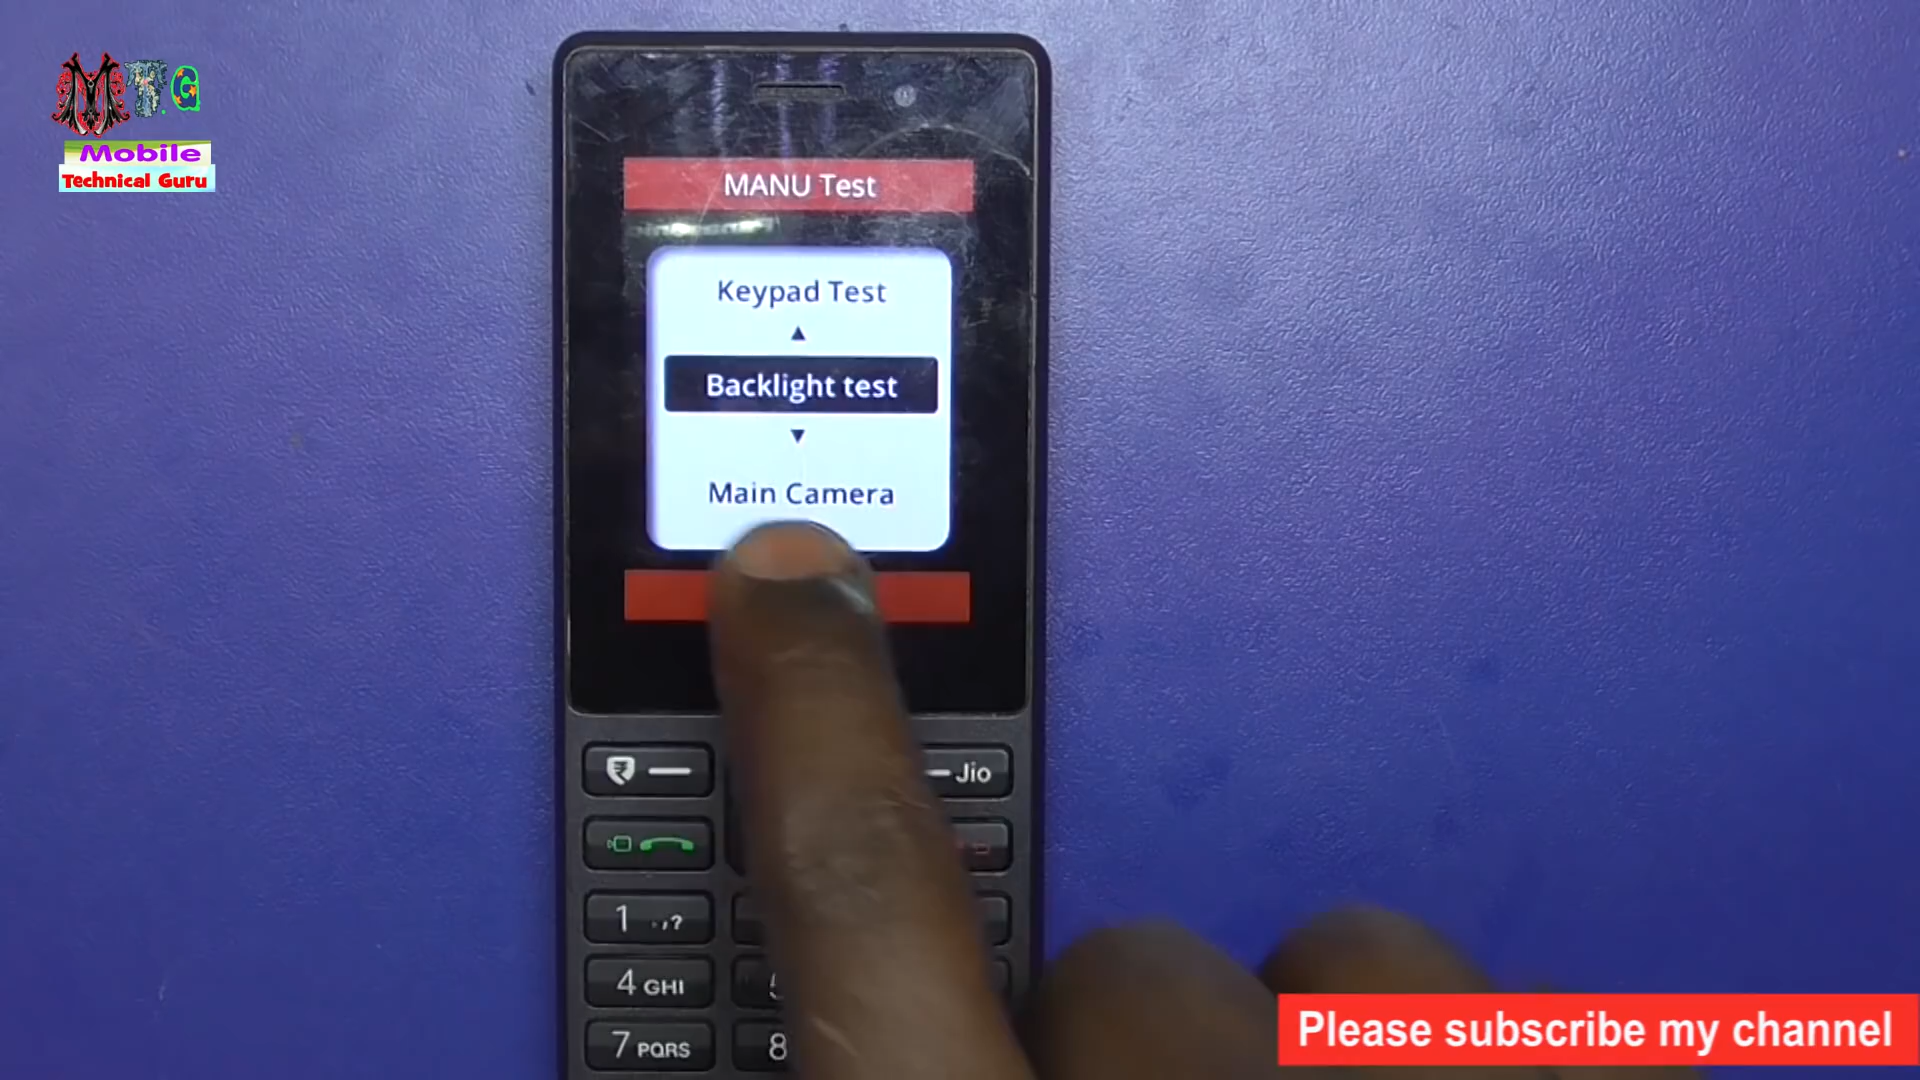 MTG
Mobile
Technical Guru
MANU Test
Keypad Test
Backlight test
Main Camera
Jio
1 .,?
4 GHI
7 PQRS
8
Please subscribe my channel